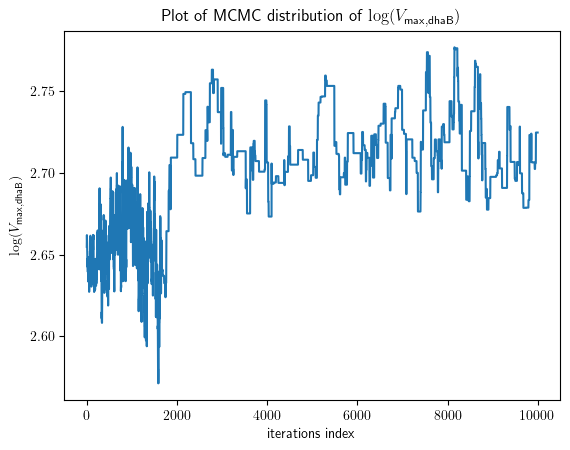 Plot of MCMC distribution of log(V_max,dhaB)
log(V_max,dhaB)
2.75
2.70
2.65
2.60
0 2000 4000 6000 8000 10000
iterations index